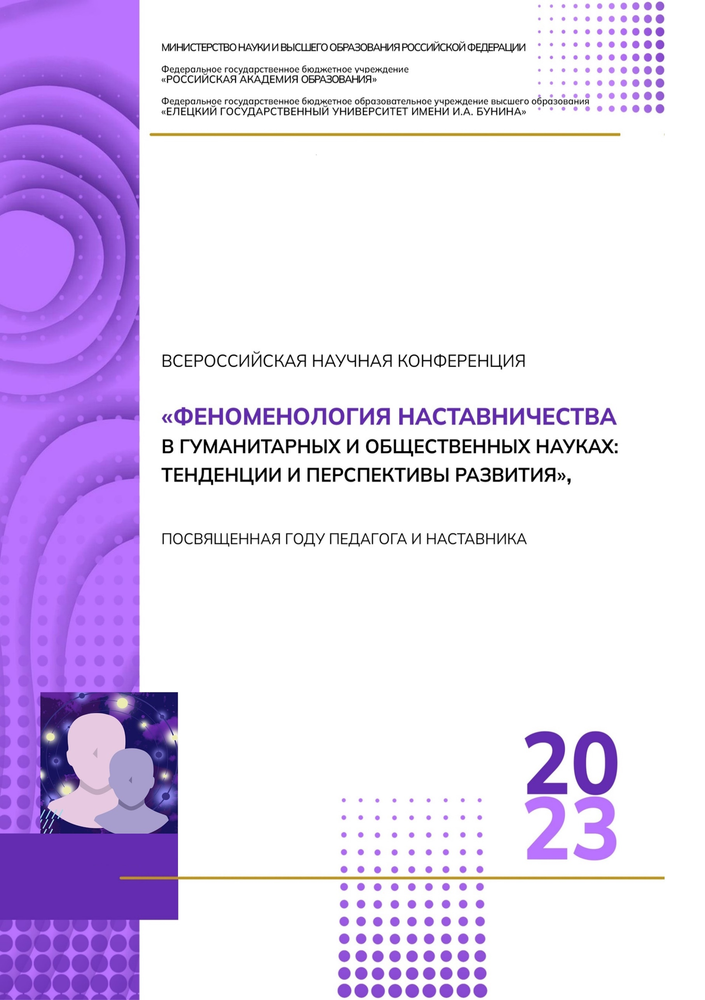 МИНИСТЕРСТВО НАУКИ И ВЫСШЕГО ОБРАЗОВАНИЯ РОССИЙСКОЙ ФЕДЕРАЦИИ
Федеральное государственное бюджетное учреждение
«РОССИЙСКАЯ АКАДЕМИЯ ОБРАЗОВАНИЯ»
Федеральное государственное бюджетное образовательное учреждение высшего образования
«ЕЛЕЦКИЙ ГОСУДАРСТВЕННЫЙ УНИВЕРСИТЕТ ИМЕНИ И.А. БУНИНА»
ВСЕРОССИЙСКАЯ НАУЧНАЯ КОНФЕРЕНЦИЯ
«ФЕНОМЕНОЛОГИЯ НАСТАВНИЧЕСТВА
В ГУМАНИТАРНЫХ И ОБЩЕСТВЕННЫХ НАУКАХ:
ТЕНДЕНЦИИ И ПЕРСПЕКТИВЫ РАЗВИТИЯ»,
ПОСВЯЩЕННАЯ ГОДУ ПЕДАГОГА И НАСТАВНИКА
20
23